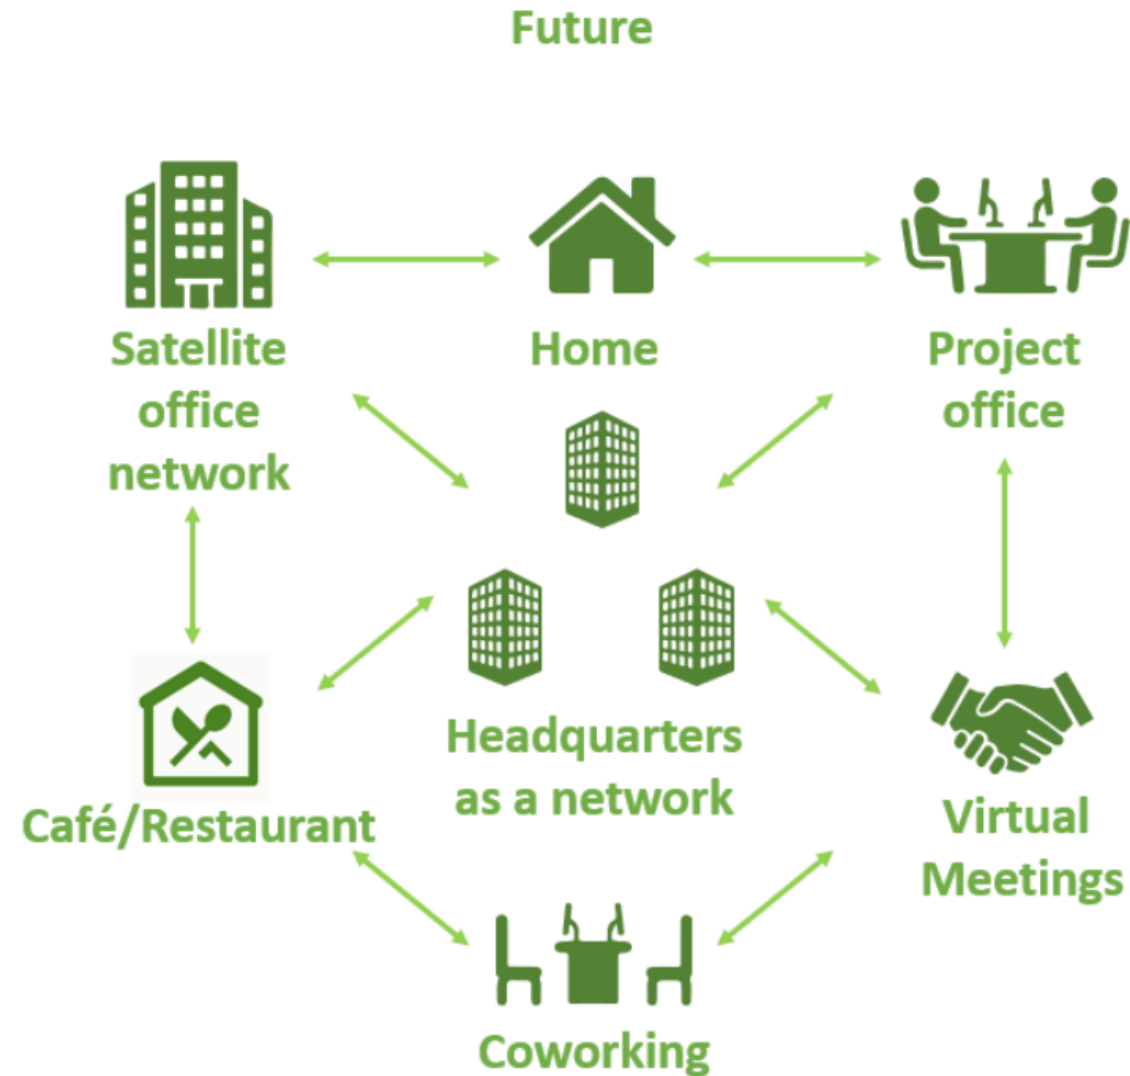 Future
Satellite
office
network
Home
Project
office
Headquarters
as a network
Café/Restaurant
Virtual
Meetings
Coworking